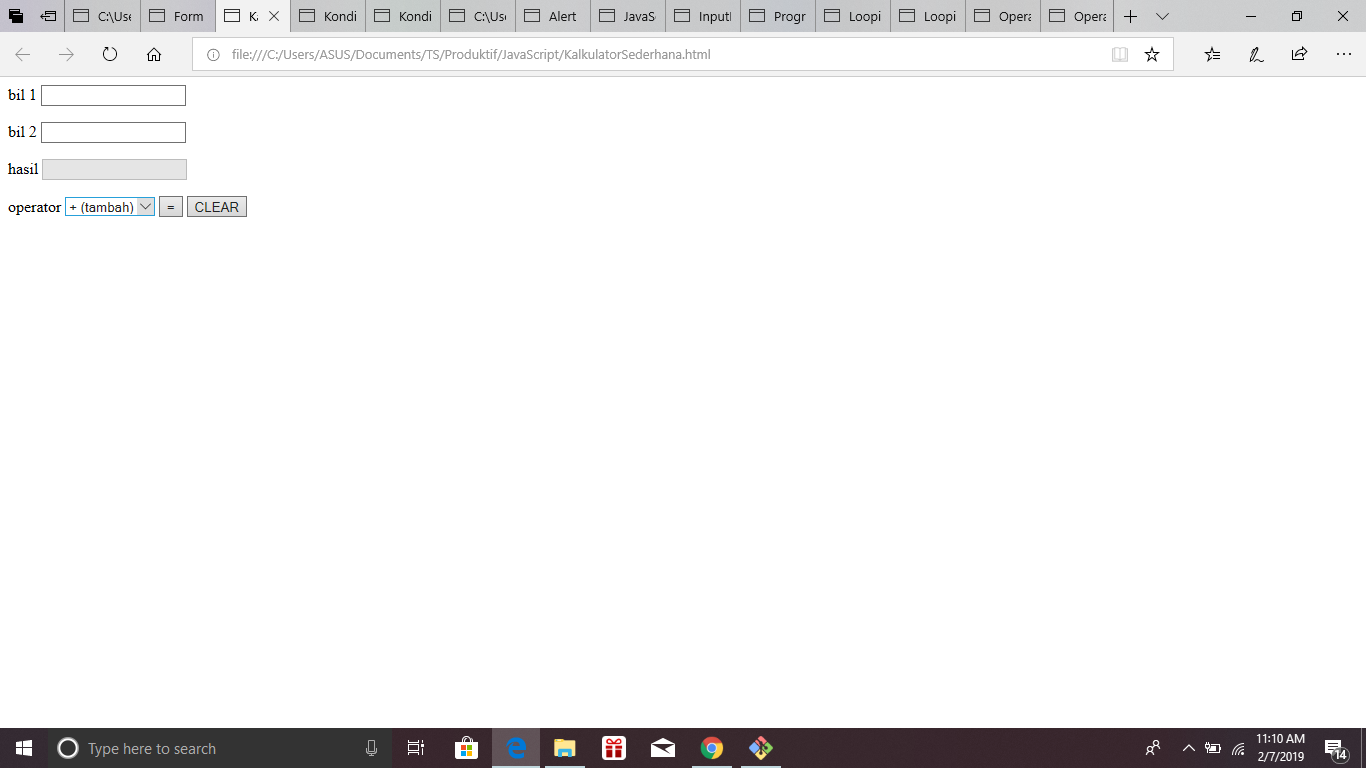 C:\Use Form Ka Kondi Kondi C:\Use Alert JavaS Input Progr Loopi Loopi Opera Opera
file:///C:/Users/ASUS/Documents/TS/Produktif/JavaScript/KalkulatorSederhana.html
bil 1
bil 2
hasil
operator + (tambah) = CLEAR
Type here to search
11:10 AM
2/7/2019
14